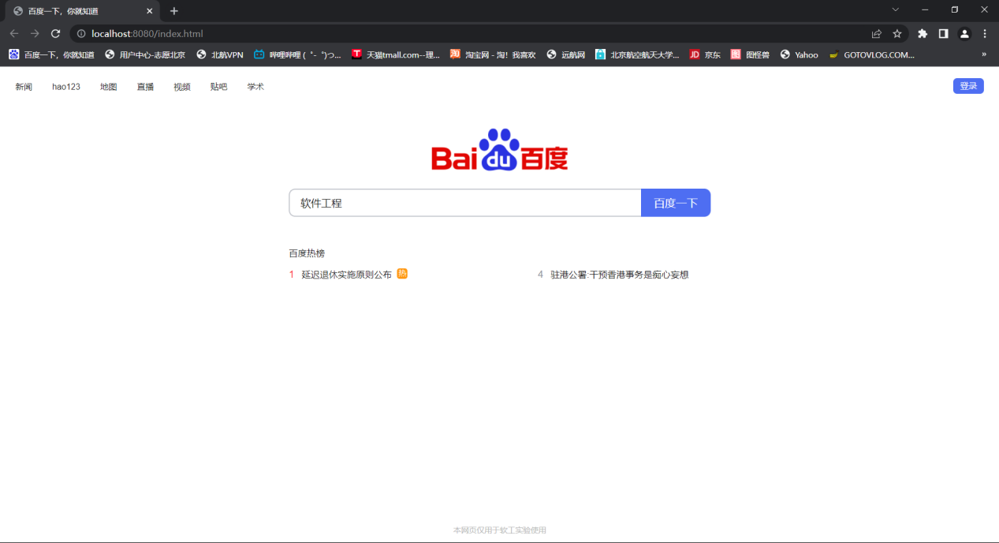 百度一下，你就知道
localhost:8080/index.html
百度一下，你就知道 用户中心-志愿北京 北航VPN 哔哩哔哩 (゜-゜)つ... 天猫tmall.com--理... 淘宝网 - 淘！我喜欢 远航网 北京航空航天大学... 京东 图怪兽 Yahoo GOTOVLOG.COM... »
新闻 hao123 地图 直播 视频 贴吧 学术 登录
Bai du 百度
软件工程 百度一下
百度热榜
1 延迟退休实施原则公布 热 4 驻港公署:干预香港事务是痴心妄想
本网页仅用于软工实验使用